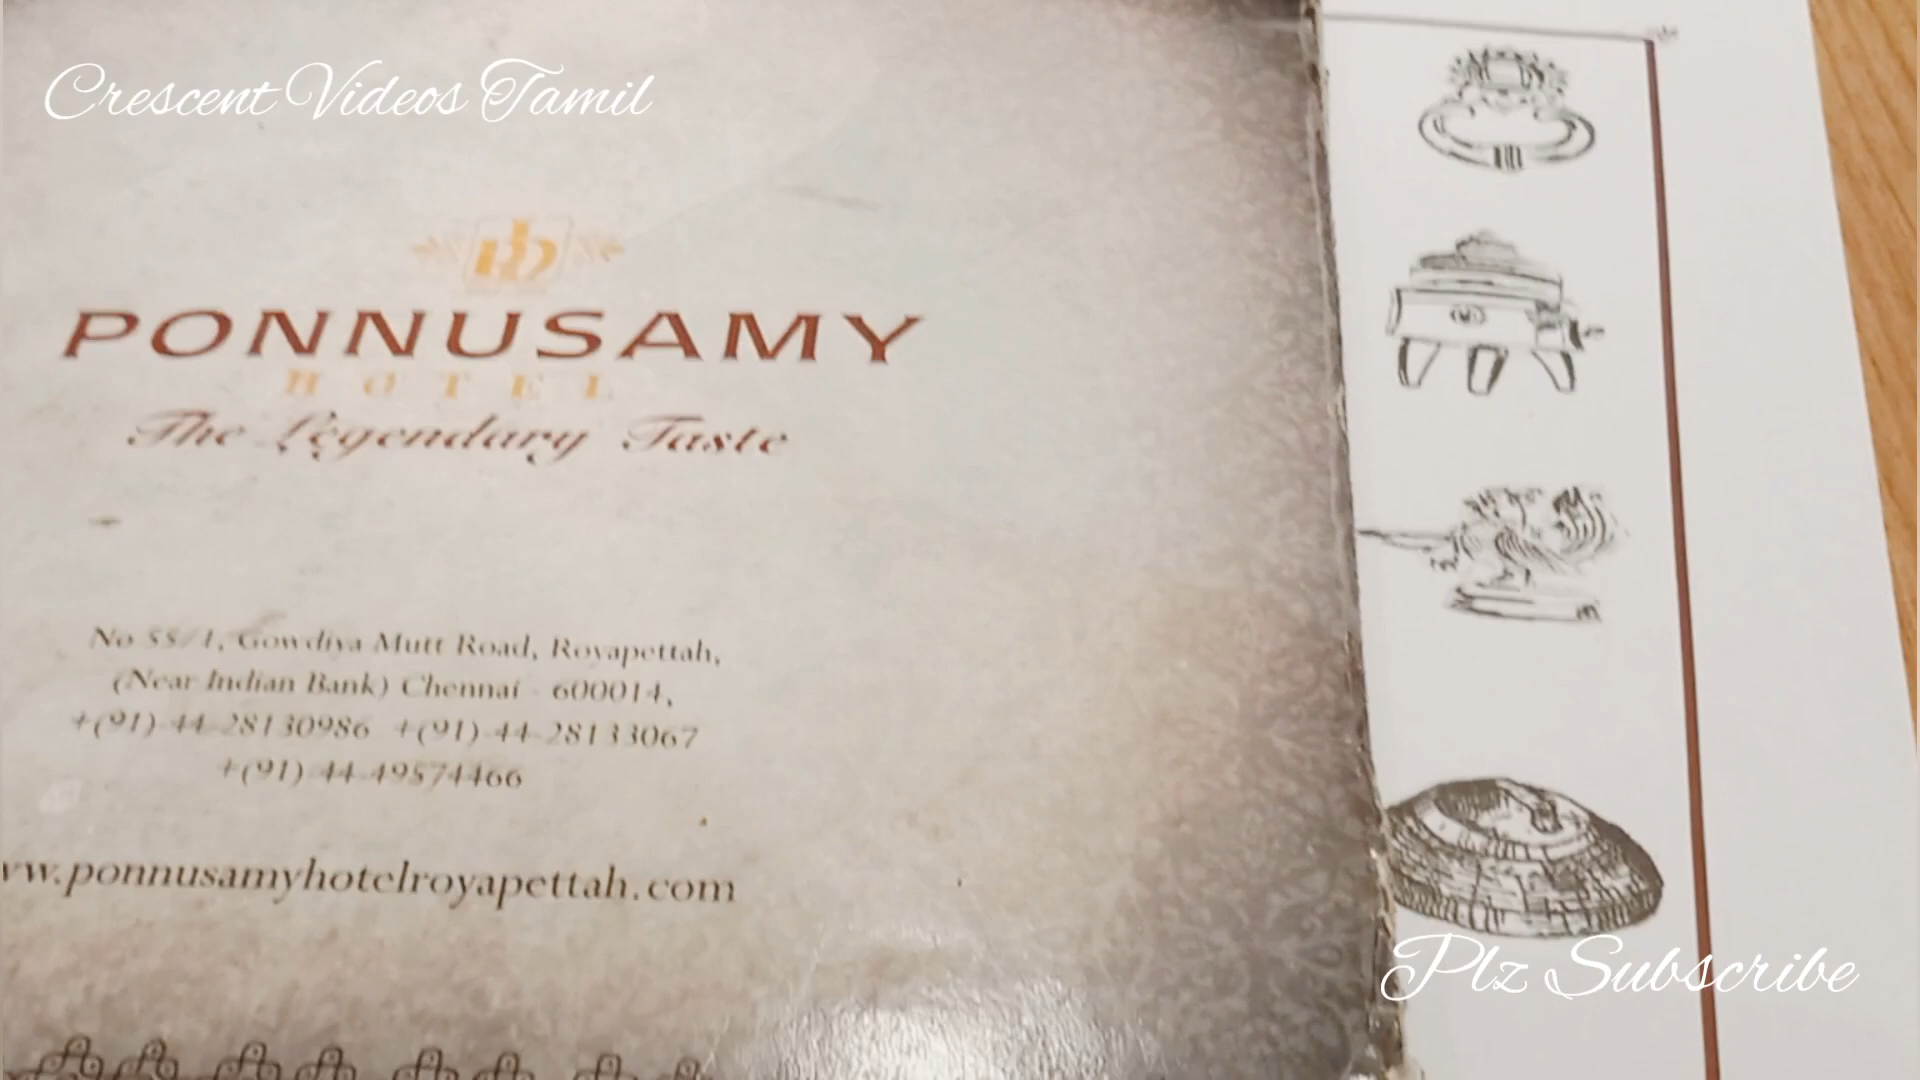 Crescent Videos Tamil
PONNUSAMY
HOTEL
The Legendary Taste
No 55/1, Gowdiya Mutt Road, Royapettah,
(Near Indian Bank) Chennai - 600014,
+(91)-44-28130986 +(91)-44-28133067
+(91)-44-49574466
ww.ponnusamyhotelroyapettah.com
Plz Subscribe